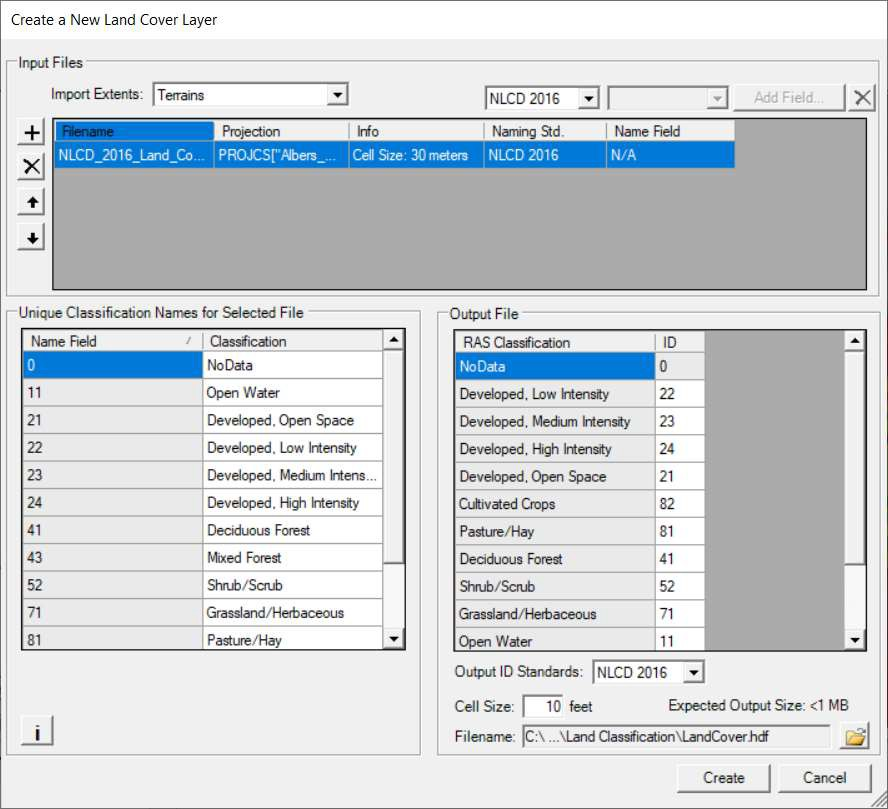 Create a New Land Cover Layer
Input Files
Import Extents: Terrains NLCD 2016 Add Field...
Filename Projection Info Naming Std. Name Field
NLCD_2016_Land_Co... PROJCS["Albers_... Cell Size: 30 meters NLCD 2016 N/A
Unique Classification Names for Selected File
Name Field Classification
0 NoData
11 Open Water
21 Developed, Open Space
22 Developed, Low Intensity
23 Developed, Medium Intens...
24 Developed, High Intensity
41 Deciduous Forest
43 Mixed Forest
52 Shrub/Scrub
71 Grassland/Herbaceous
81 Pasture/Hay
i
Output File
RAS Classification ID
NoData 0
Developed, Low Intensity 22
Developed, Medium Intensity 23
Developed, High Intensity 24
Developed, Open Space 21
Cultivated Crops 82
Pasture/Hay 81
Deciduous Forest 41
Shrub/Scrub 52
Grassland/Herbaceous 71
Open Water 11
Output ID Standards: NLCD 2016
Cell Size: 10 feet Expected Output Size: <1 MB
Filename: C:\ ...\Land Classification\LandCover.hdf
Create Cancel